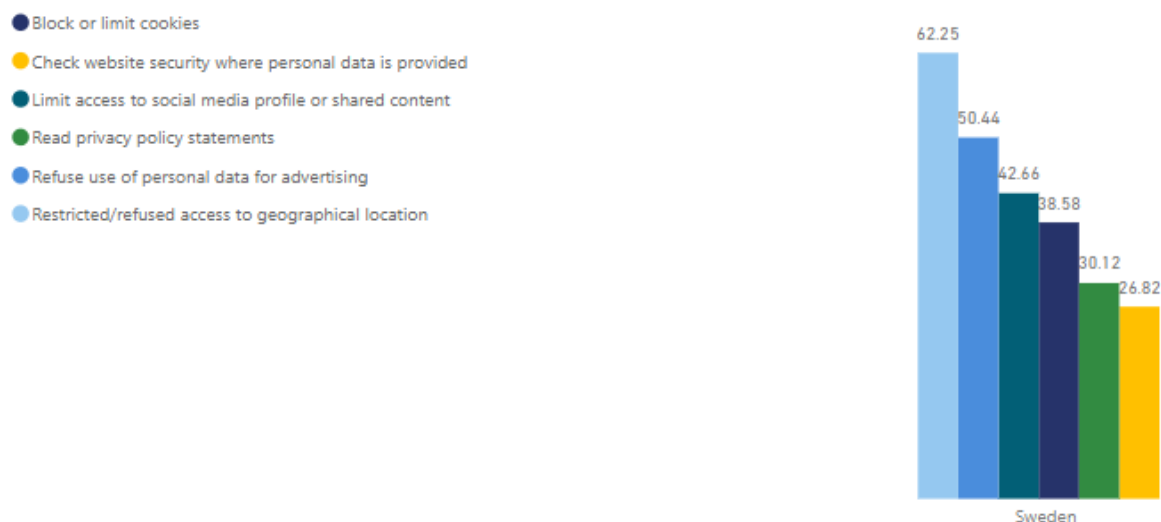 Block or limit cookies
Check website security where personal data is provided
Limit access to social media profile or shared content
Read privacy policy statements
Refuse use of personal data for advertising
Restricted/refused access to geographical location
62.25
50.44
42.66
38.58
30.12
26.82
Sweden